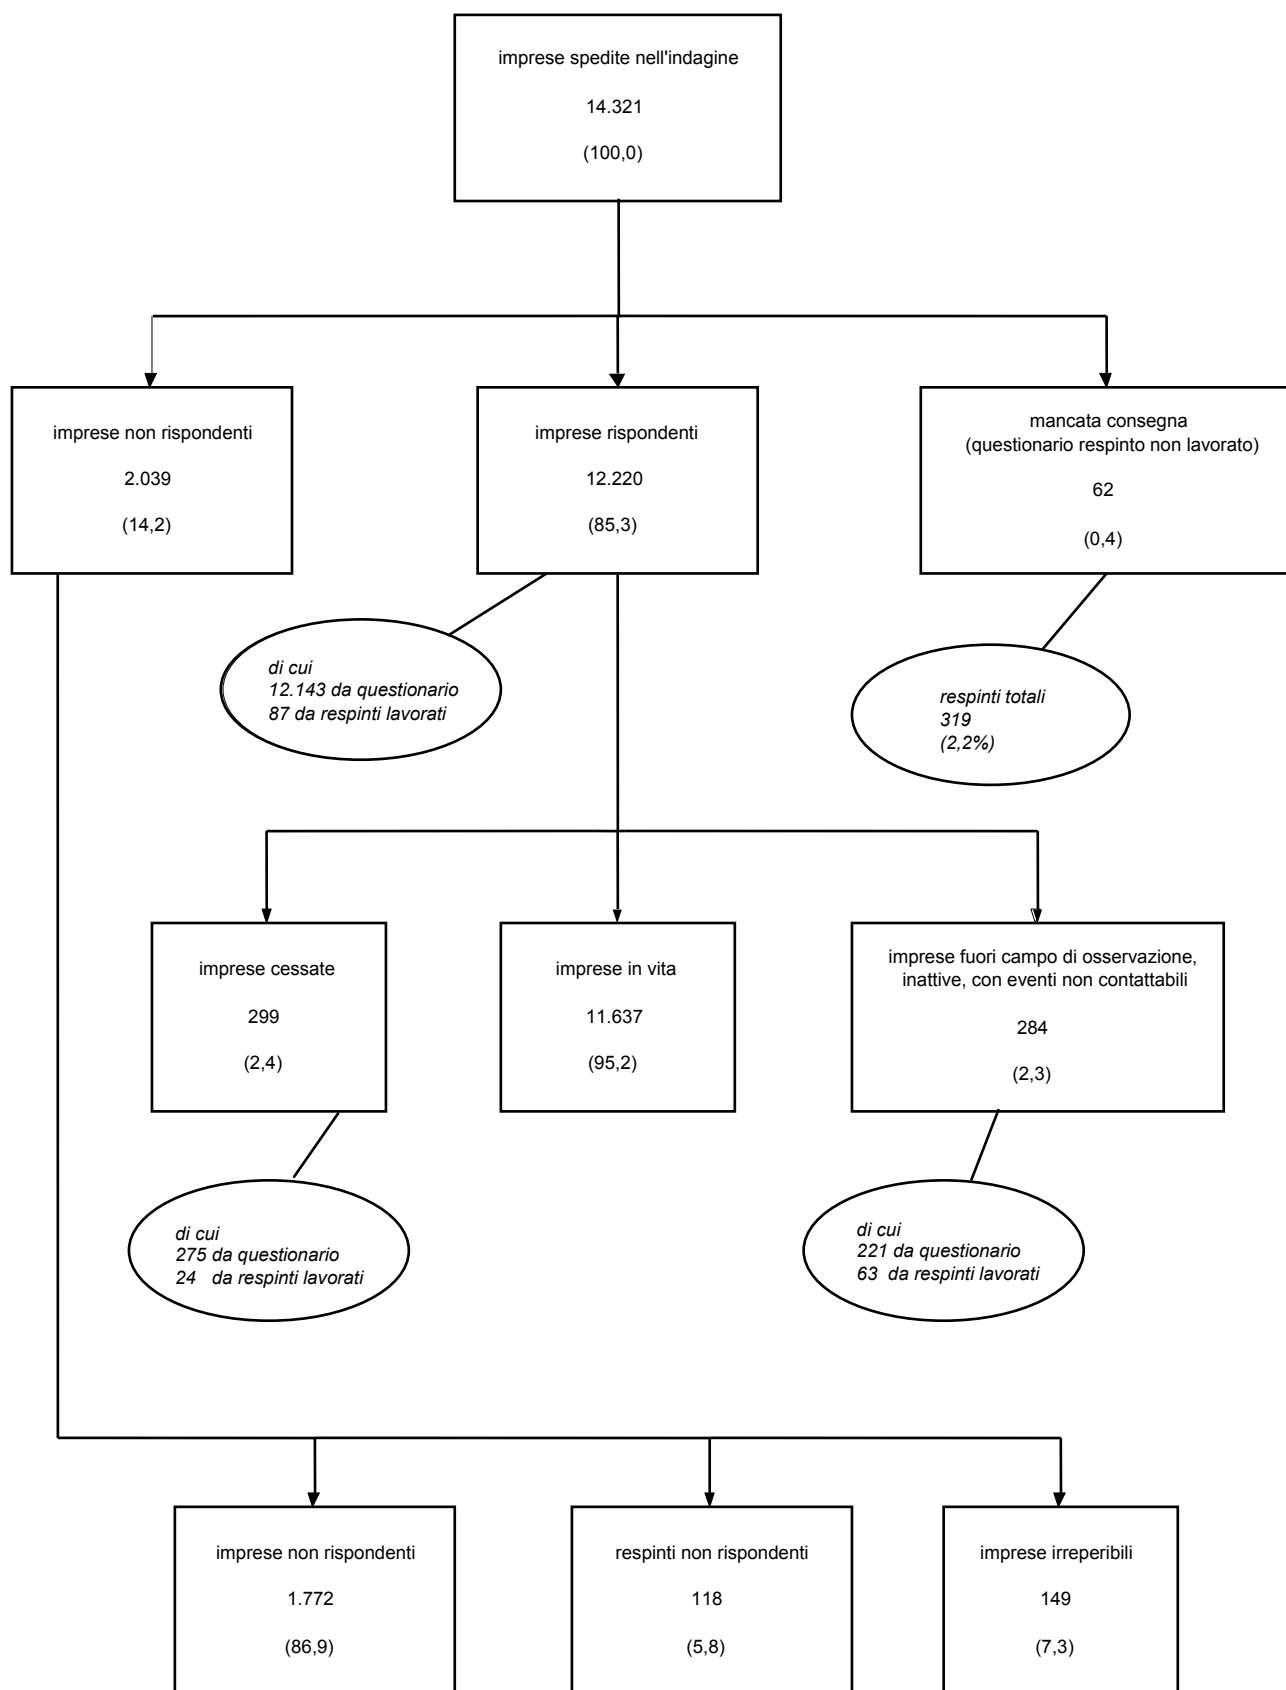 imprese spedite nell'indagine
14.321
(100,0)
imprese non rispondenti
2.039
(14,2)
imprese rispondenti
12.220
(85,3)
mancata consegna
(questionario respinto non lavorato)
62
(0,4)
di cui
12.143 da questionario
87 da respinti lavorati
respinti totali
319
(2,2%)
imprese cessate
299
(2,4)
imprese in vita
11.637
(95,2)
imprese fuori campo di osservazione,
inattive, con eventi non contattabili
284
(2,3)
di cui
275 da questionario
24 da respinti lavorati
di cui
221 da questionario
63 da respinti lavorati
imprese non rispondenti
1.772
(86,9)
respinti non rispondenti
118
(5,8)
imprese irreperibili
149
(7,3)